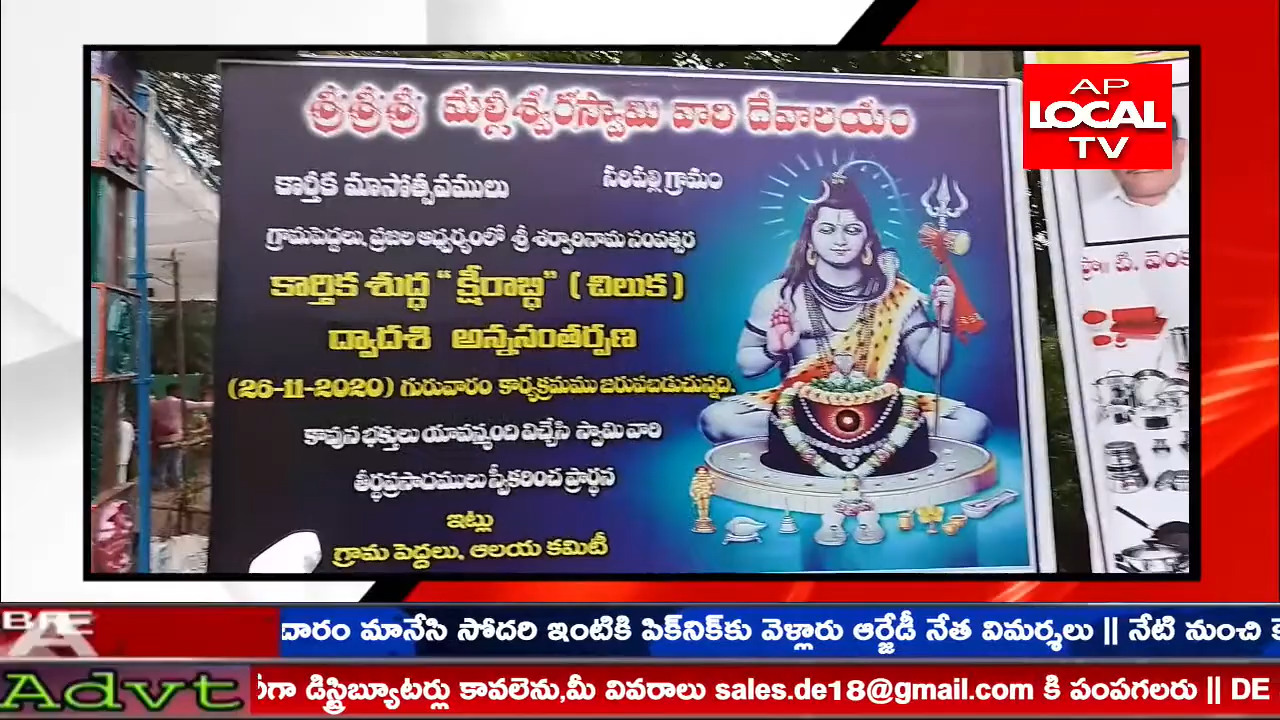 శ్రీశ్రీశ్రీ మల్లీశ్వరస్వామి వారి దేవాలయం
కార్తీక మాసోత్సవములు
సరిపల్లి గ్రామం
గ్రామపెద్దలు, ప్రజల ఆధ్వర్యంలో శ్రీ శర్వారినామ సంవత్సర
కార్తిక శుద్ధ "క్షీరాబ్ధి" (చిలుక)
ద్వాదశి అన్నసంతర్పణ
(26-11-2020) గురువారం కార్యక్రమము జరుపబడుచున్నది.
కావున భక్తులు యావన్మంది విచ్చేసి స్వామి వారి
తీర్థప్రసాదములు స్వీకరించ ప్రార్థన
ఇట్లు
గ్రామ పెద్దలు, ఆలయ కమిటీ
AP
LOCAL
TV
దారం మానేసి సోదరి ఇంటికి పిక్‌నిక్‌కు వెళ్లారు ఆర్జేడీ నేత విమర్శలు || నేటి నుంచి
Advt
డిస్ట్రిబ్యూటర్లు కావలెను,మీ వివరాలు sales.de18@gmail.com కి పంపగలరు || DE